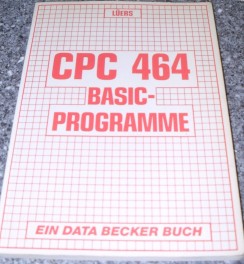 LÜERS
CPC 464
BASIC-
PROGRAMME
EIN DATA BECKER BUCH